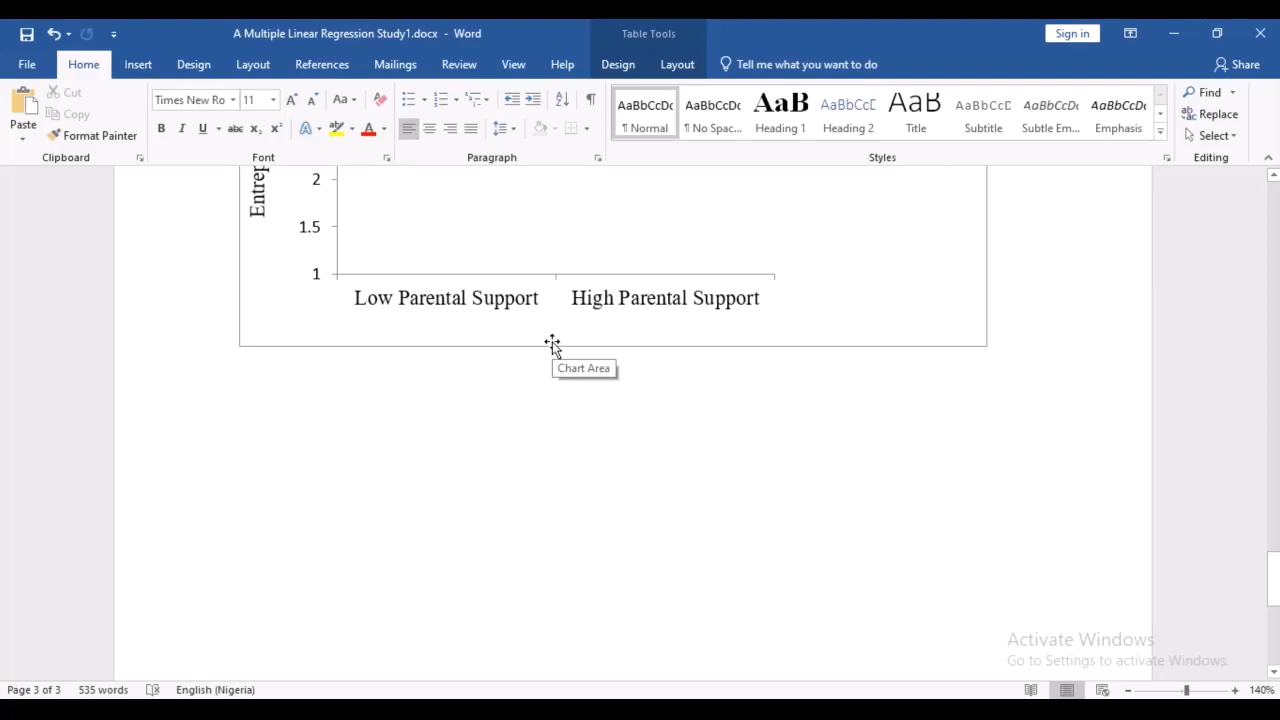 A Multiple Linear Regression Study1.docx - Word
Table Tools
Sign in
File Home Insert Design Layout References Mailings Review View Help Design Layout Tell me what you want to do Share
Paste
Cut
Copy
Format Painter
Clipboard
Times New Ro 11
Font
Paragraph
AaBbCcDc AaBbCcDc AaB AaBbCcD AaB AaBbCcD AaBbCcDc AaBbCcDc
¶ Normal ¶ No Spac... Heading 1 Heading 2 Title Subtitle Subtle Em... Emphasis
Styles
Find
Replace
Select
Editing
Entrep
2
1.5
1
Low Parental Support High Parental Support
Chart Area
Activate Windows
Go to Settings to activate Windows.
Page 3 of 3 535 words English (Nigeria) 140%